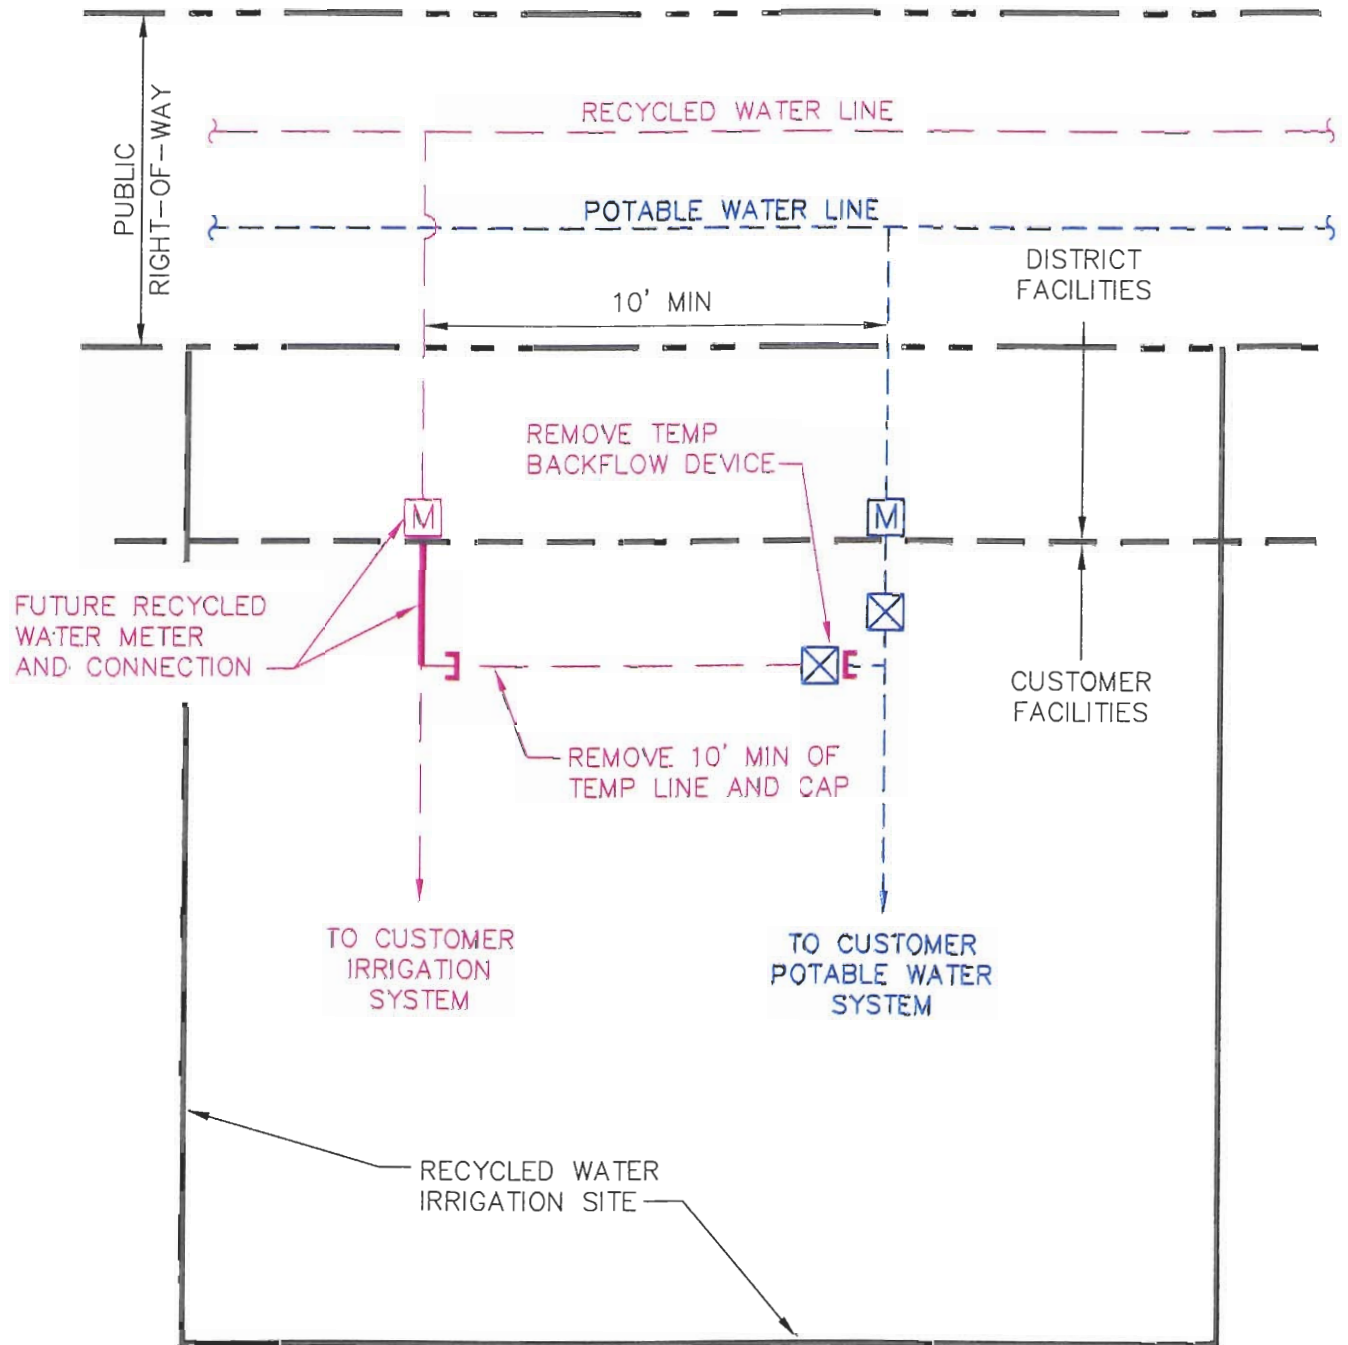 PUBLIC
RIGHT-OF-WAY
RECYCLED WATER LINE
POTABLE WATER LINE
DISTRICT
FACILITIES
10' MIN
REMOVE TEMP
BACKFLOW DEVICE
M
M
FUTURE RECYCLED
WATER METER
AND CONNECTION
CUSTOMER
FACILITIES
REMOVE 10' MIN OF
TEMP LINE AND CAP
TO CUSTOMER
IRRIGATION
SYSTEM
TO CUSTOMER
POTABLE WATER
SYSTEM
RECYCLED WATER
IRRIGATION SITE